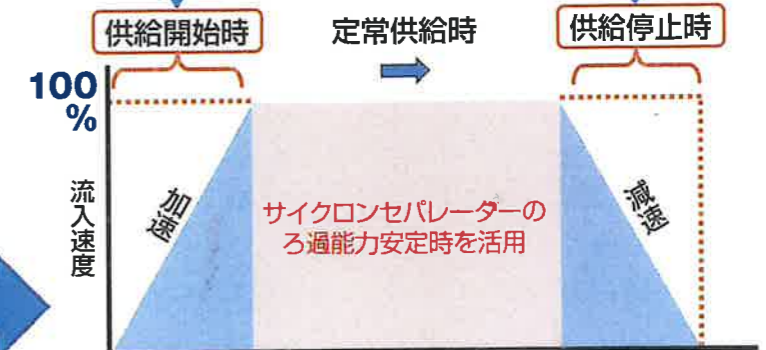 供給開始時
定常供給時
供給停止時
100
%
流入速度
加速
サイクロンセパレーターの
ろ過能力安定時を活用
減速